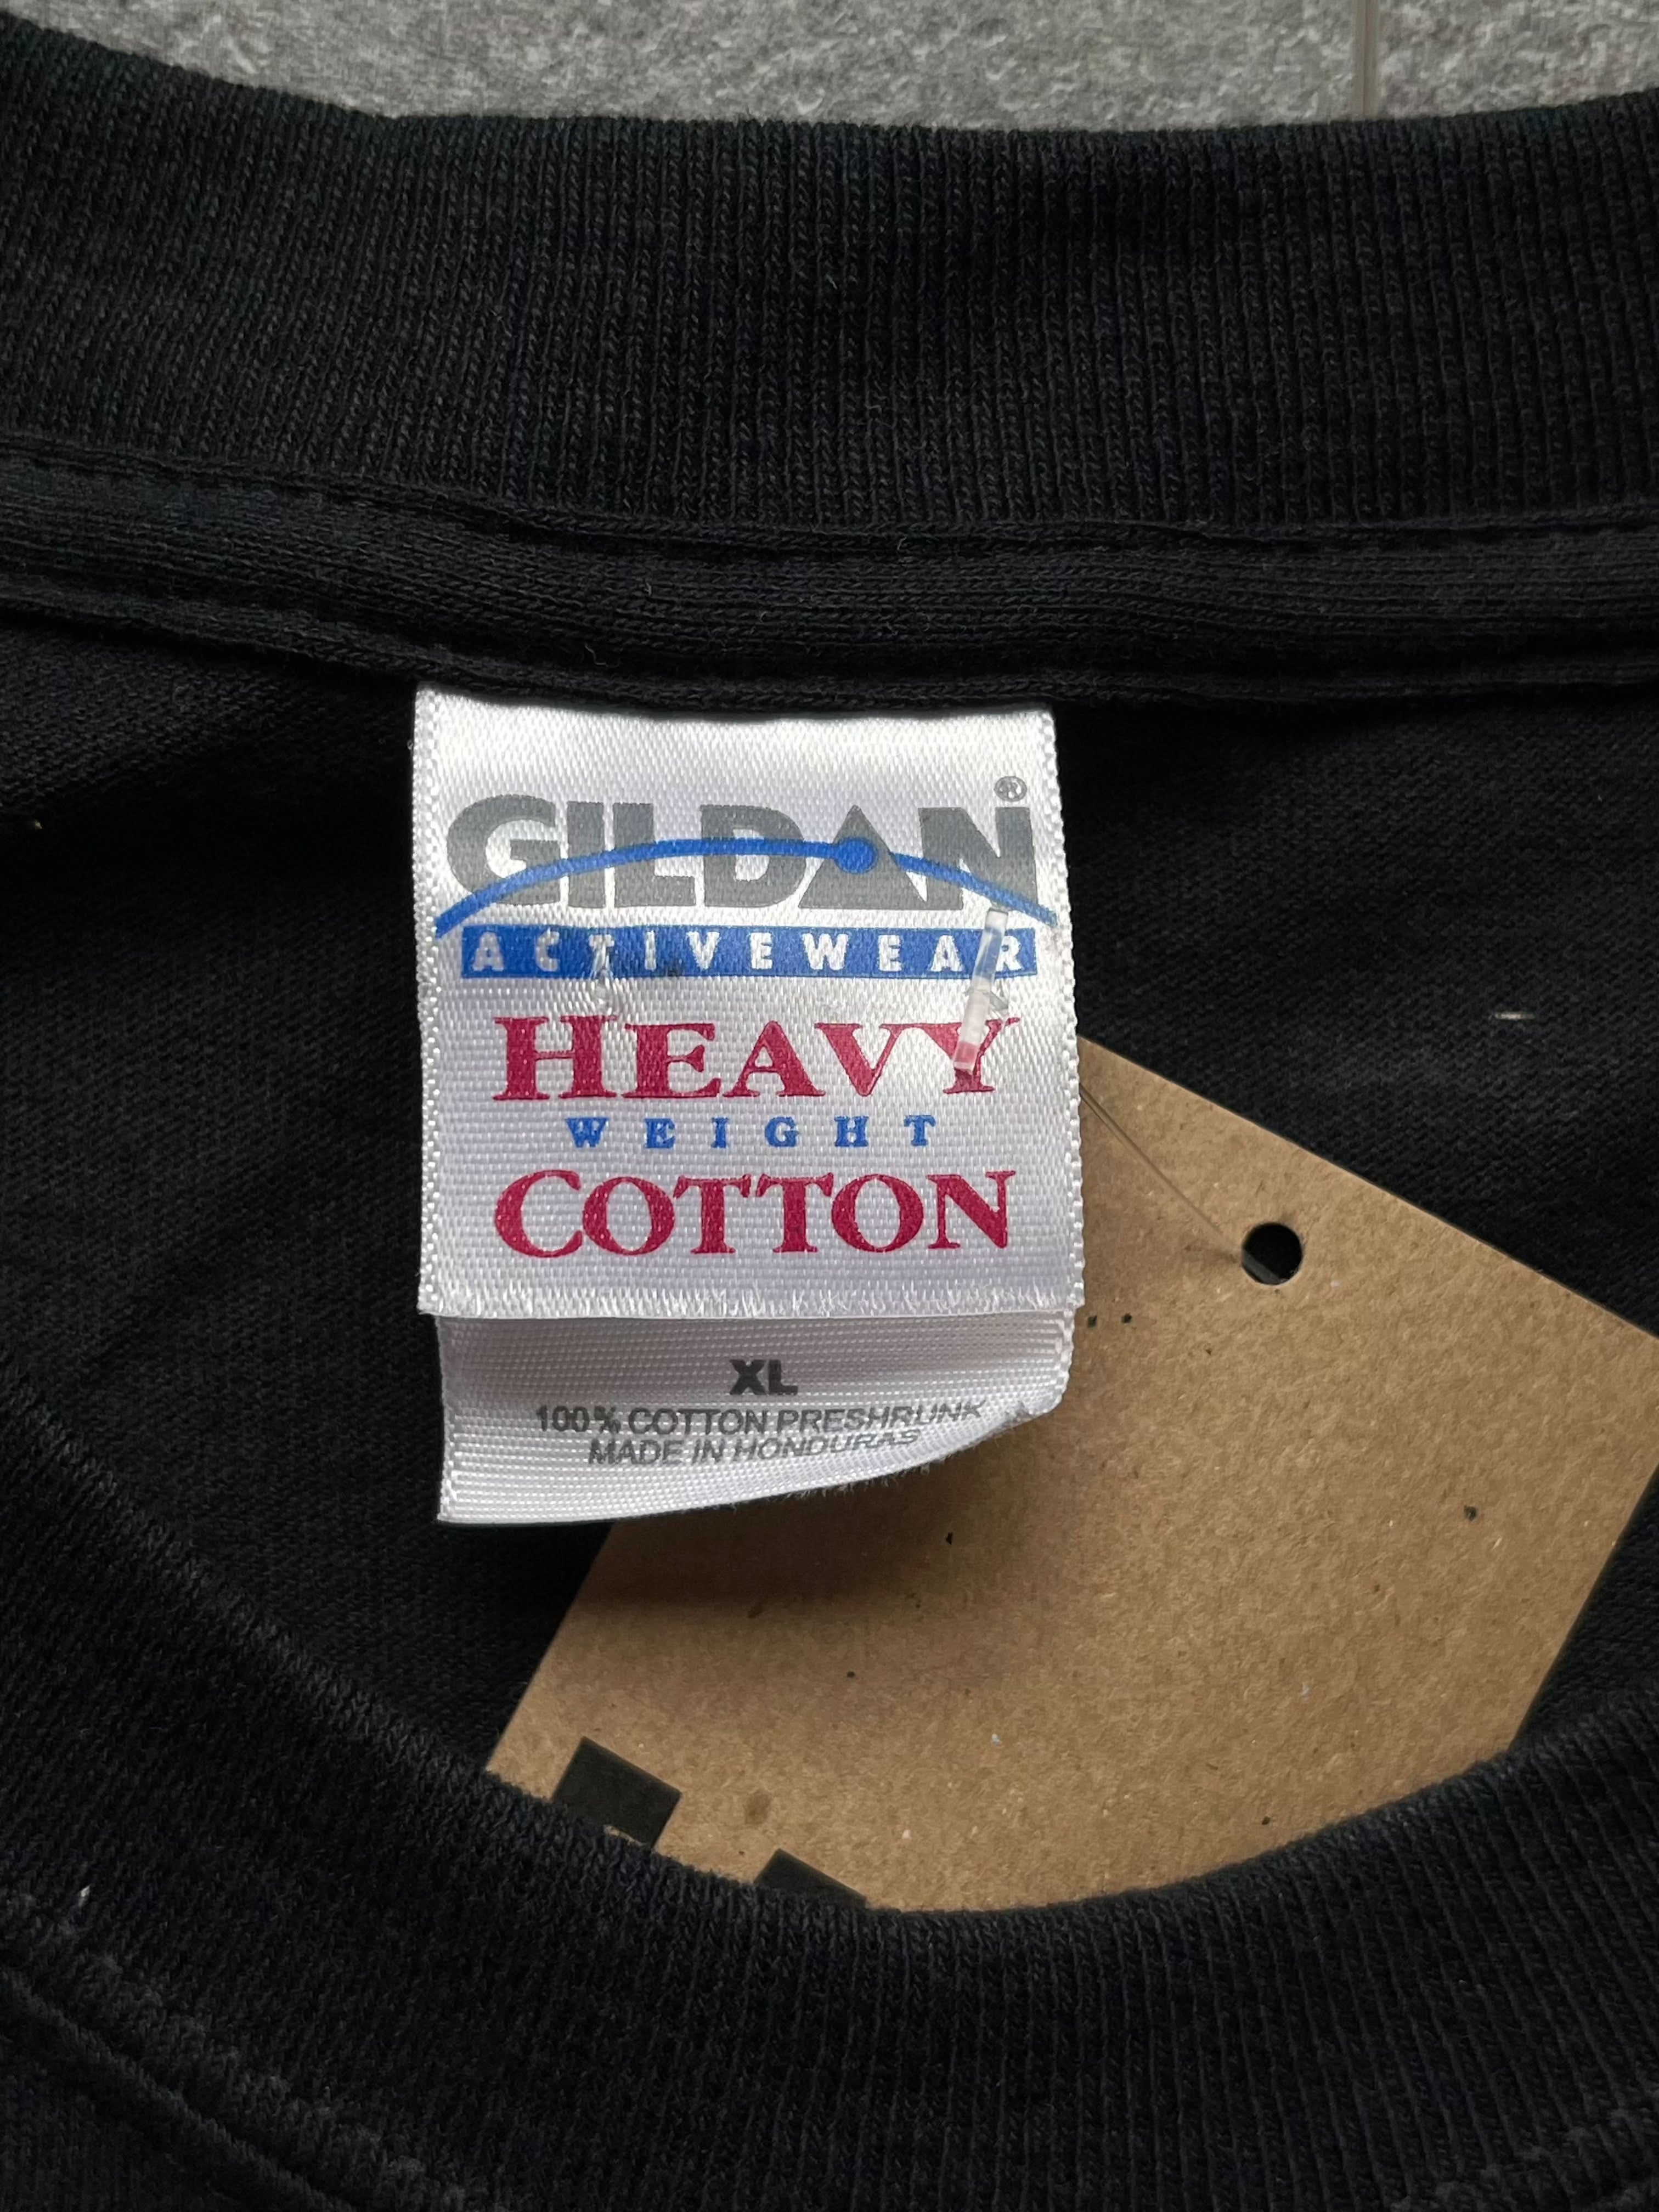 GILDAN®
ACTIVEWEAR
HEAVY
WEIGHT
COTTON
XL
100% COTTON PRESHRUNK
MADE IN HONDURAS